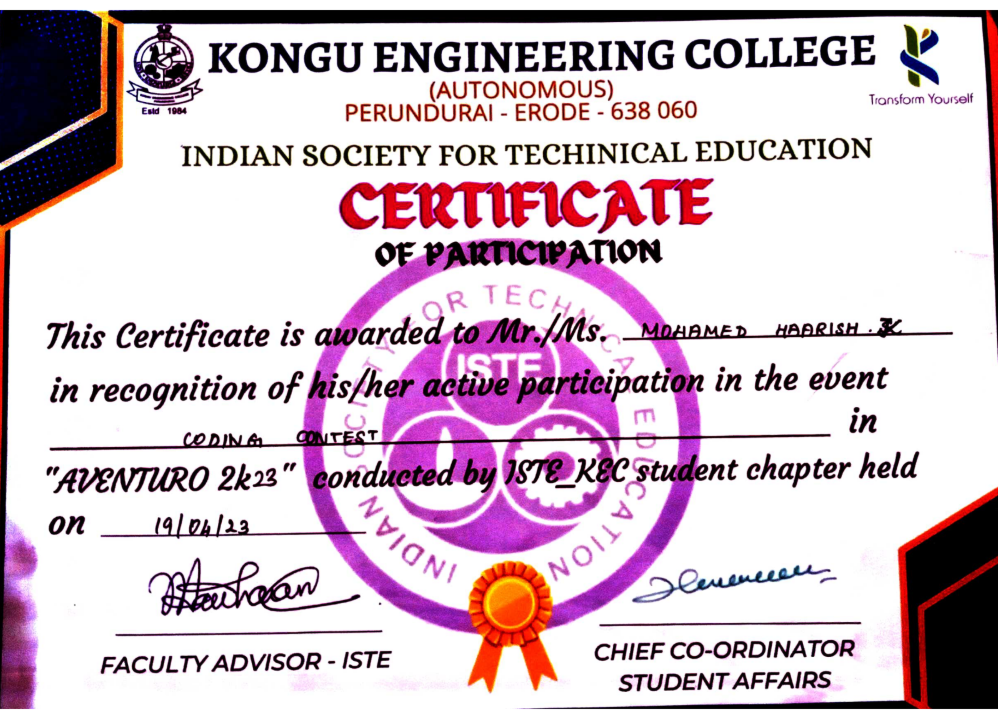 KONGU ENGINEERING COLLEGE
(AUTONOMOUS)
PERUNDURAI - ERODE - 638 060
Estd 1984
Transform Yourself
INDIAN SOCIETY FOR TECHINICAL EDUCATION
CERTIFICATE
OF PARTICIPATION
This Certificate is awarded to Mr./Ms. MOHAMED HAARISH .K
in recognition of his/her active participation in the event
CODING CONTEST in
"AVENTURO 2k23" conducted by ISTE_KEC student chapter held
on 19/04/23
INDIAN SOCIETY FOR TECHNICAL EDUCATION
ISTE
FACULTY ADVISOR - ISTE
CHIEF CO-ORDINATOR
STUDENT AFFAIRS